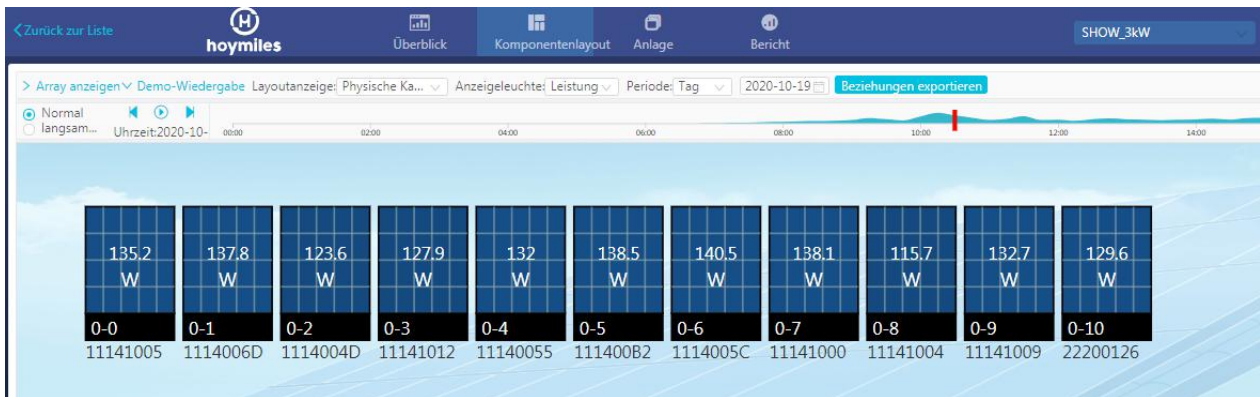 Zurück zur Liste
hoymiles
Überblick
Komponentenlayout
Anlage
Bericht
SHOW_3kW
Array anzeigen Demo-Wiedergabe Layoutanzeige: Physische Ka... Anzeigeleuchte: Leistung Periode: Tag 2020-10-19 Beziehungen exportieren
Normal
langsam...
Uhrzeit:2020-10-
00:00 02:00 04:00 06:00 08:00 10:00 12:00 14:00
135.2 137.8 123.6 127.9 132 138.5 140.5 138.1 115.7 132.7 129.6
W W W W W W W W W W W
0-0 0-1 0-2 0-3 0-4 0-5 0-6 0-7 0-8 0-9 0-10
11141005 1114006D 1114004D 11141012 11140055 111400B2 1114005C 11141000 11141004 11141009 22200126